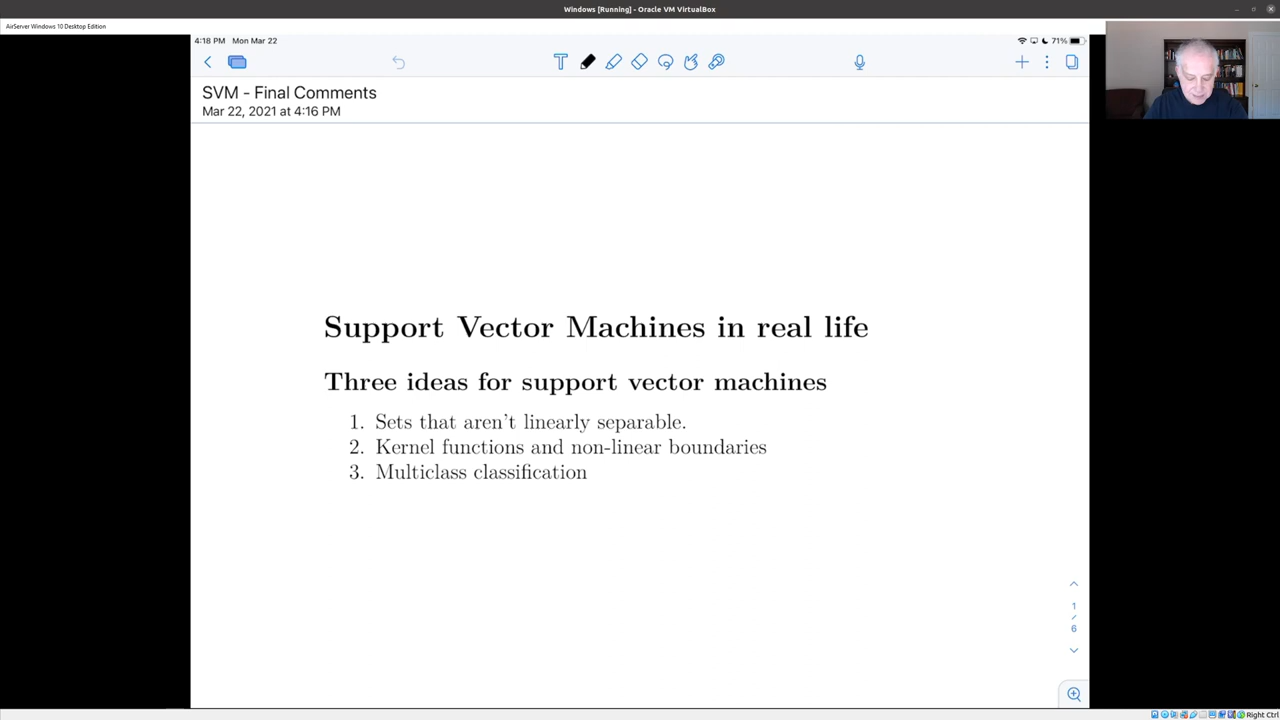 Windows [Running] - Oracle VM VirtualBox
AirServer Windows 10 Desktop Edition
4:18 PM Mon Mar 22
71%
SVM - Final Comments
Mar 22, 2021 at 4:16 PM
Support Vector Machines in real life
Three ideas for support vector machines
1. Sets that aren't linearly separable.
2. Kernel functions and non-linear boundaries
3. Multiclass classification
1
/
6
Right Ctrl